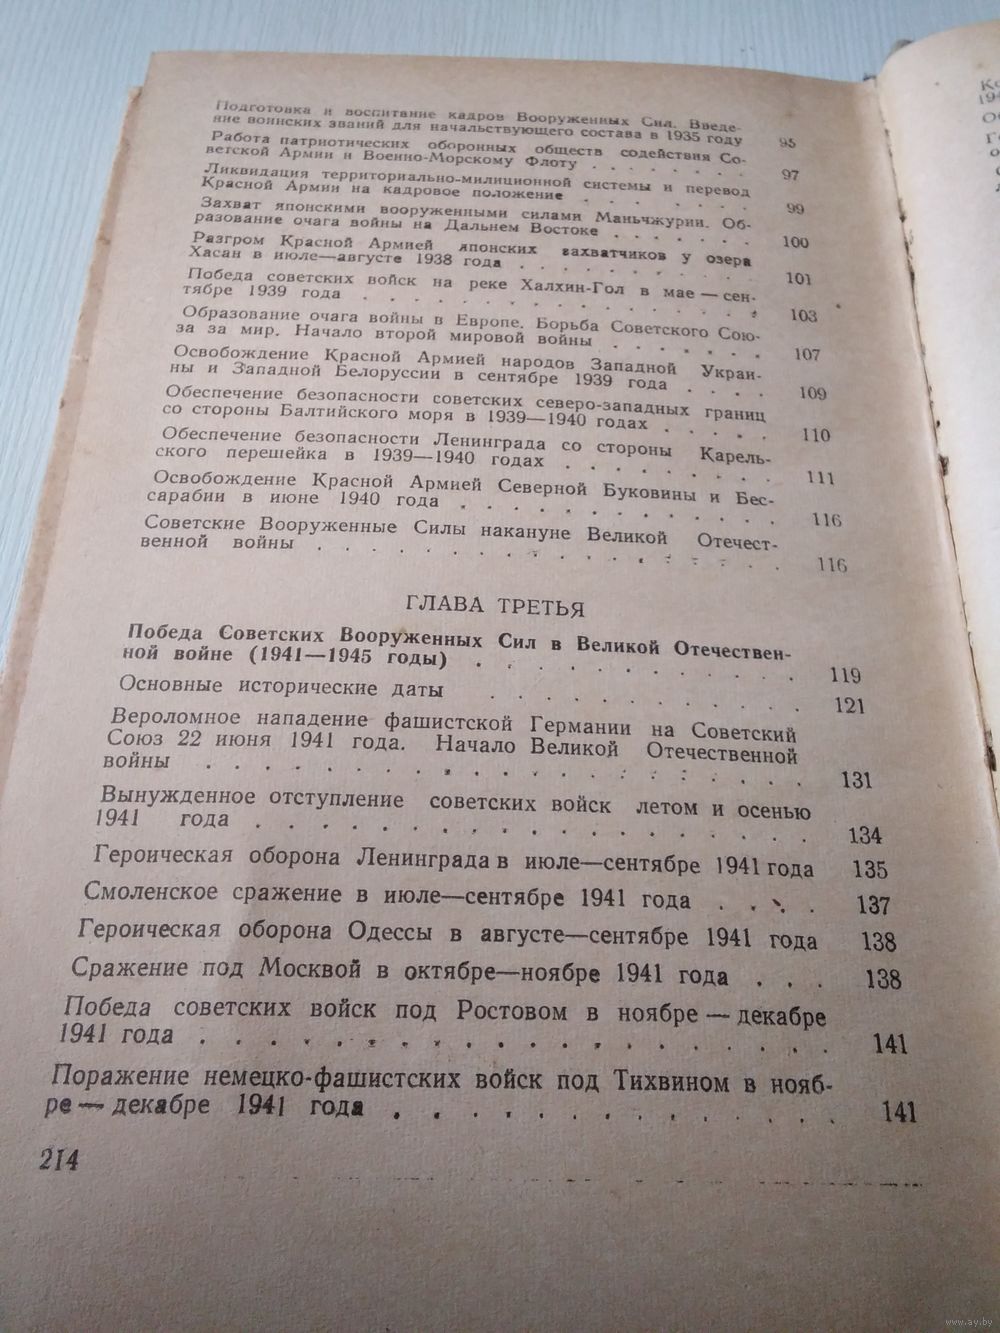 Подготовка и воспитание кадров Вооруженных Сил. Введе-
ние воинских званий для начальствующего состава в 1935 году 95
Работа патриотических оборонных обществ содействия Со-
ветской Армии и Военно-Морскому Флоту . . . . . . . 97
Ликвидация территориально-милиционной системы и перевод
Красной Армии на кадровое положение . . . . . . . 99
Захват японскими вооруженными силами Маньчжурии. Об-
разование очага войны на Дальнем Востоке . . . . . . . 100
Разгром Красной Армией японских захватчиков у озера
Хасан в июле—августе 1938 года . . . . . . . . . 101
Победа советских войск на реке Халхин-Гол в мае — сен-
тябре 1939 года . . . . . . . . . . . . . 103
Образование очага войны в Европе. Борьба Советского Сою-
за за мир. Начало второй мировой войны . . . . . . . 107
Освобождение Красной Армией народов Западной Украи-
ны и Западной Белоруссии в сентябре 1939 года . . . . 109
Обеспечение безопасности советских северо-западных границ
со стороны Балтийского моря в 1939—1940 годах . . . . . 110
Обеспечение безопасности Ленинграда со стороны Карель-
ского перешейка в 1939—1940 годах . . . . . . . . 111
Освобождение Красной Армией Северной Буковины и Бес-
сарабии в июне 1940 года . . . . . . . . . . . 116
Советские Вооруженные Силы накануне Великой Отечест-
венной войны . . . . . . . . . . . . . . . 116
ГЛАВА ТРЕТЬЯ
Победа Советских Вооруженных Сил в Великой Отечествен-
ной войне (1941—1945 годы) . . . . . . . . . . 119
Основные исторические даты . . . . . . . . . . 121
Вероломное нападение фашистской Германии на Советский
Союз 22 июня 1941 года. Начало Великой Отечественной
войны . . . . . . . . . . . . . . . . . 131
Вынужденное отступление советских войск летом и осенью
1941 года . . . . . . . . . . . . . . . 134
Героическая оборона Ленинграда в июле—сентябре 1941 года 135
Смоленское сражение в июле—сентябре 1941 года . . . . 137
Героическая оборона Одессы в августе—сентябре 1941 года 138
Сражение под Москвой в октябре—ноябре 1941 года . . . 138
Победа советских войск под Ростовом в ноябре — декабре
1941 года . . . . . . . . . . . . . . . . 141
Поражение немецко-фашистских войск под Тихвином в нояб-
ре — декабре 1941 года . . . . . . . . . . . . 141
214
www.ay.by